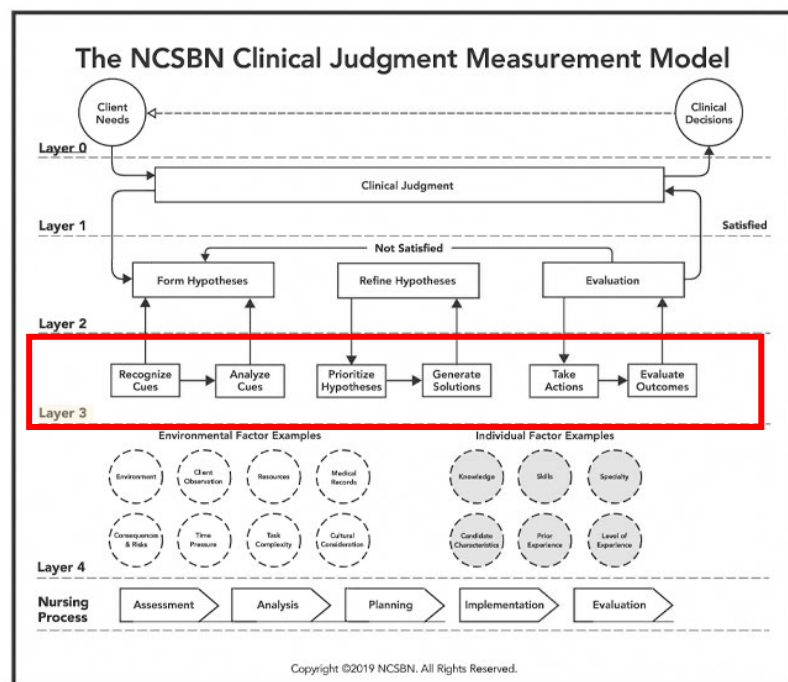 The NCSBN Clinical Judgment Measurement Model
Client
Needs
Clinical
Decisions
Layer 0
Clinical Judgment
Layer 1
Satisfied
Not Satisfied
Form Hypotheses
Refine Hypotheses
Evaluation
Layer 2
Recognize
Cues
Analyze
Cues
Prioritize
Hypotheses
Generate
Solutions
Take
Actions
Evaluate
Outcomes
Layer 3
Environmental Factor Examples
Individual Factor Examples
Environment
Client
Observation
Resources
Medical
Records
Knowledge
Skills
Specialty
Consequences
& Risks
Time
Pressure
Task
Complexity
Cultural
Consideration
Candidate
Characteristics
Prior
Experience
Level of
Experience
Layer 4
Nursing
Process
Assessment
Analysis
Planning
Implementation
Evaluation
Copyright ©2019 NCSBN. All Rights Reserved.